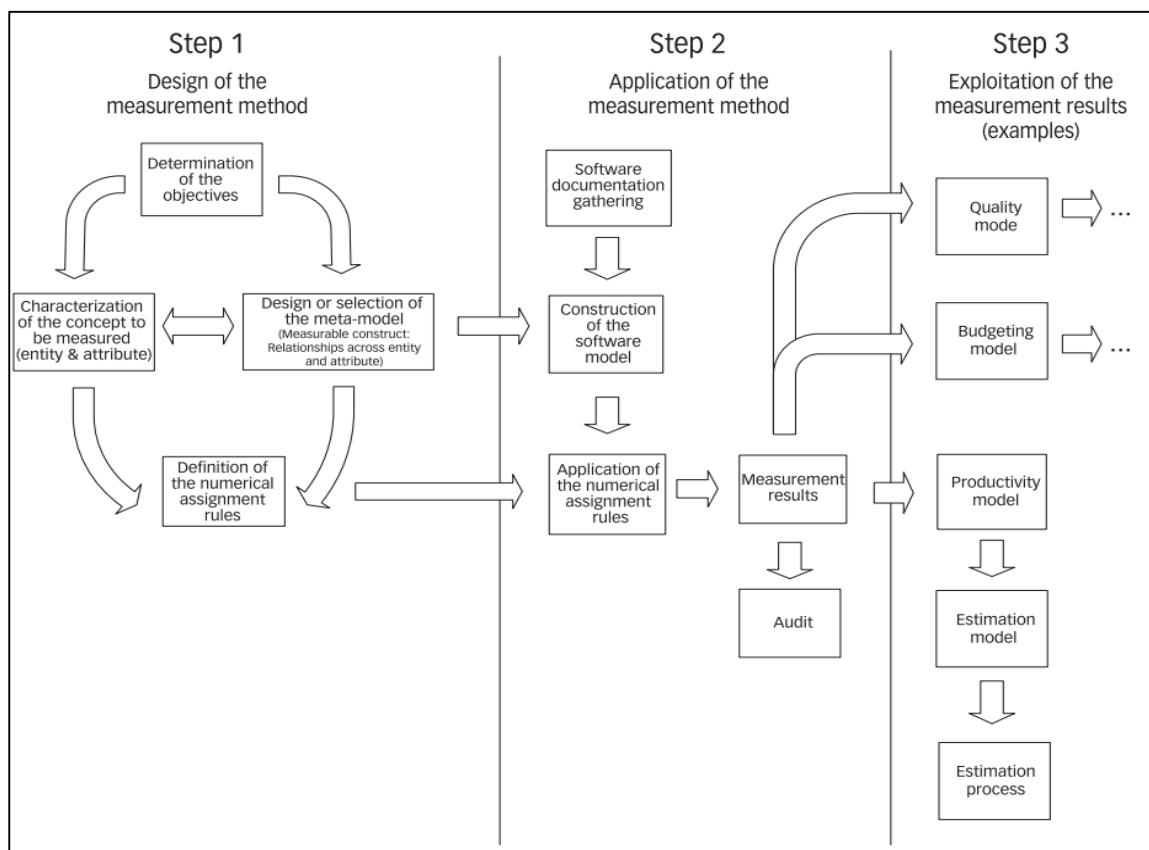 Step 1
Design of the
measurement method
Determination
of the
objectives
Characterization
of the concept to
be measured
(entity & attribute)
Design or selection of
the meta-model
(Measurable construct:
Relationships across entity
and attribute)
Definition of
the numerical
assignment
rules
Step 2
Application of the
measurement method
Software
documentation
gathering
Construction
of the
software
model
Application of
the numerical
assignment
rules
Measurement
results
Audit
Step 3
Exploitation of the
measurement results
(examples)
Quality
mode
...
Budgeting
model
...
Productivity
model
Estimation
model
Estimation
process